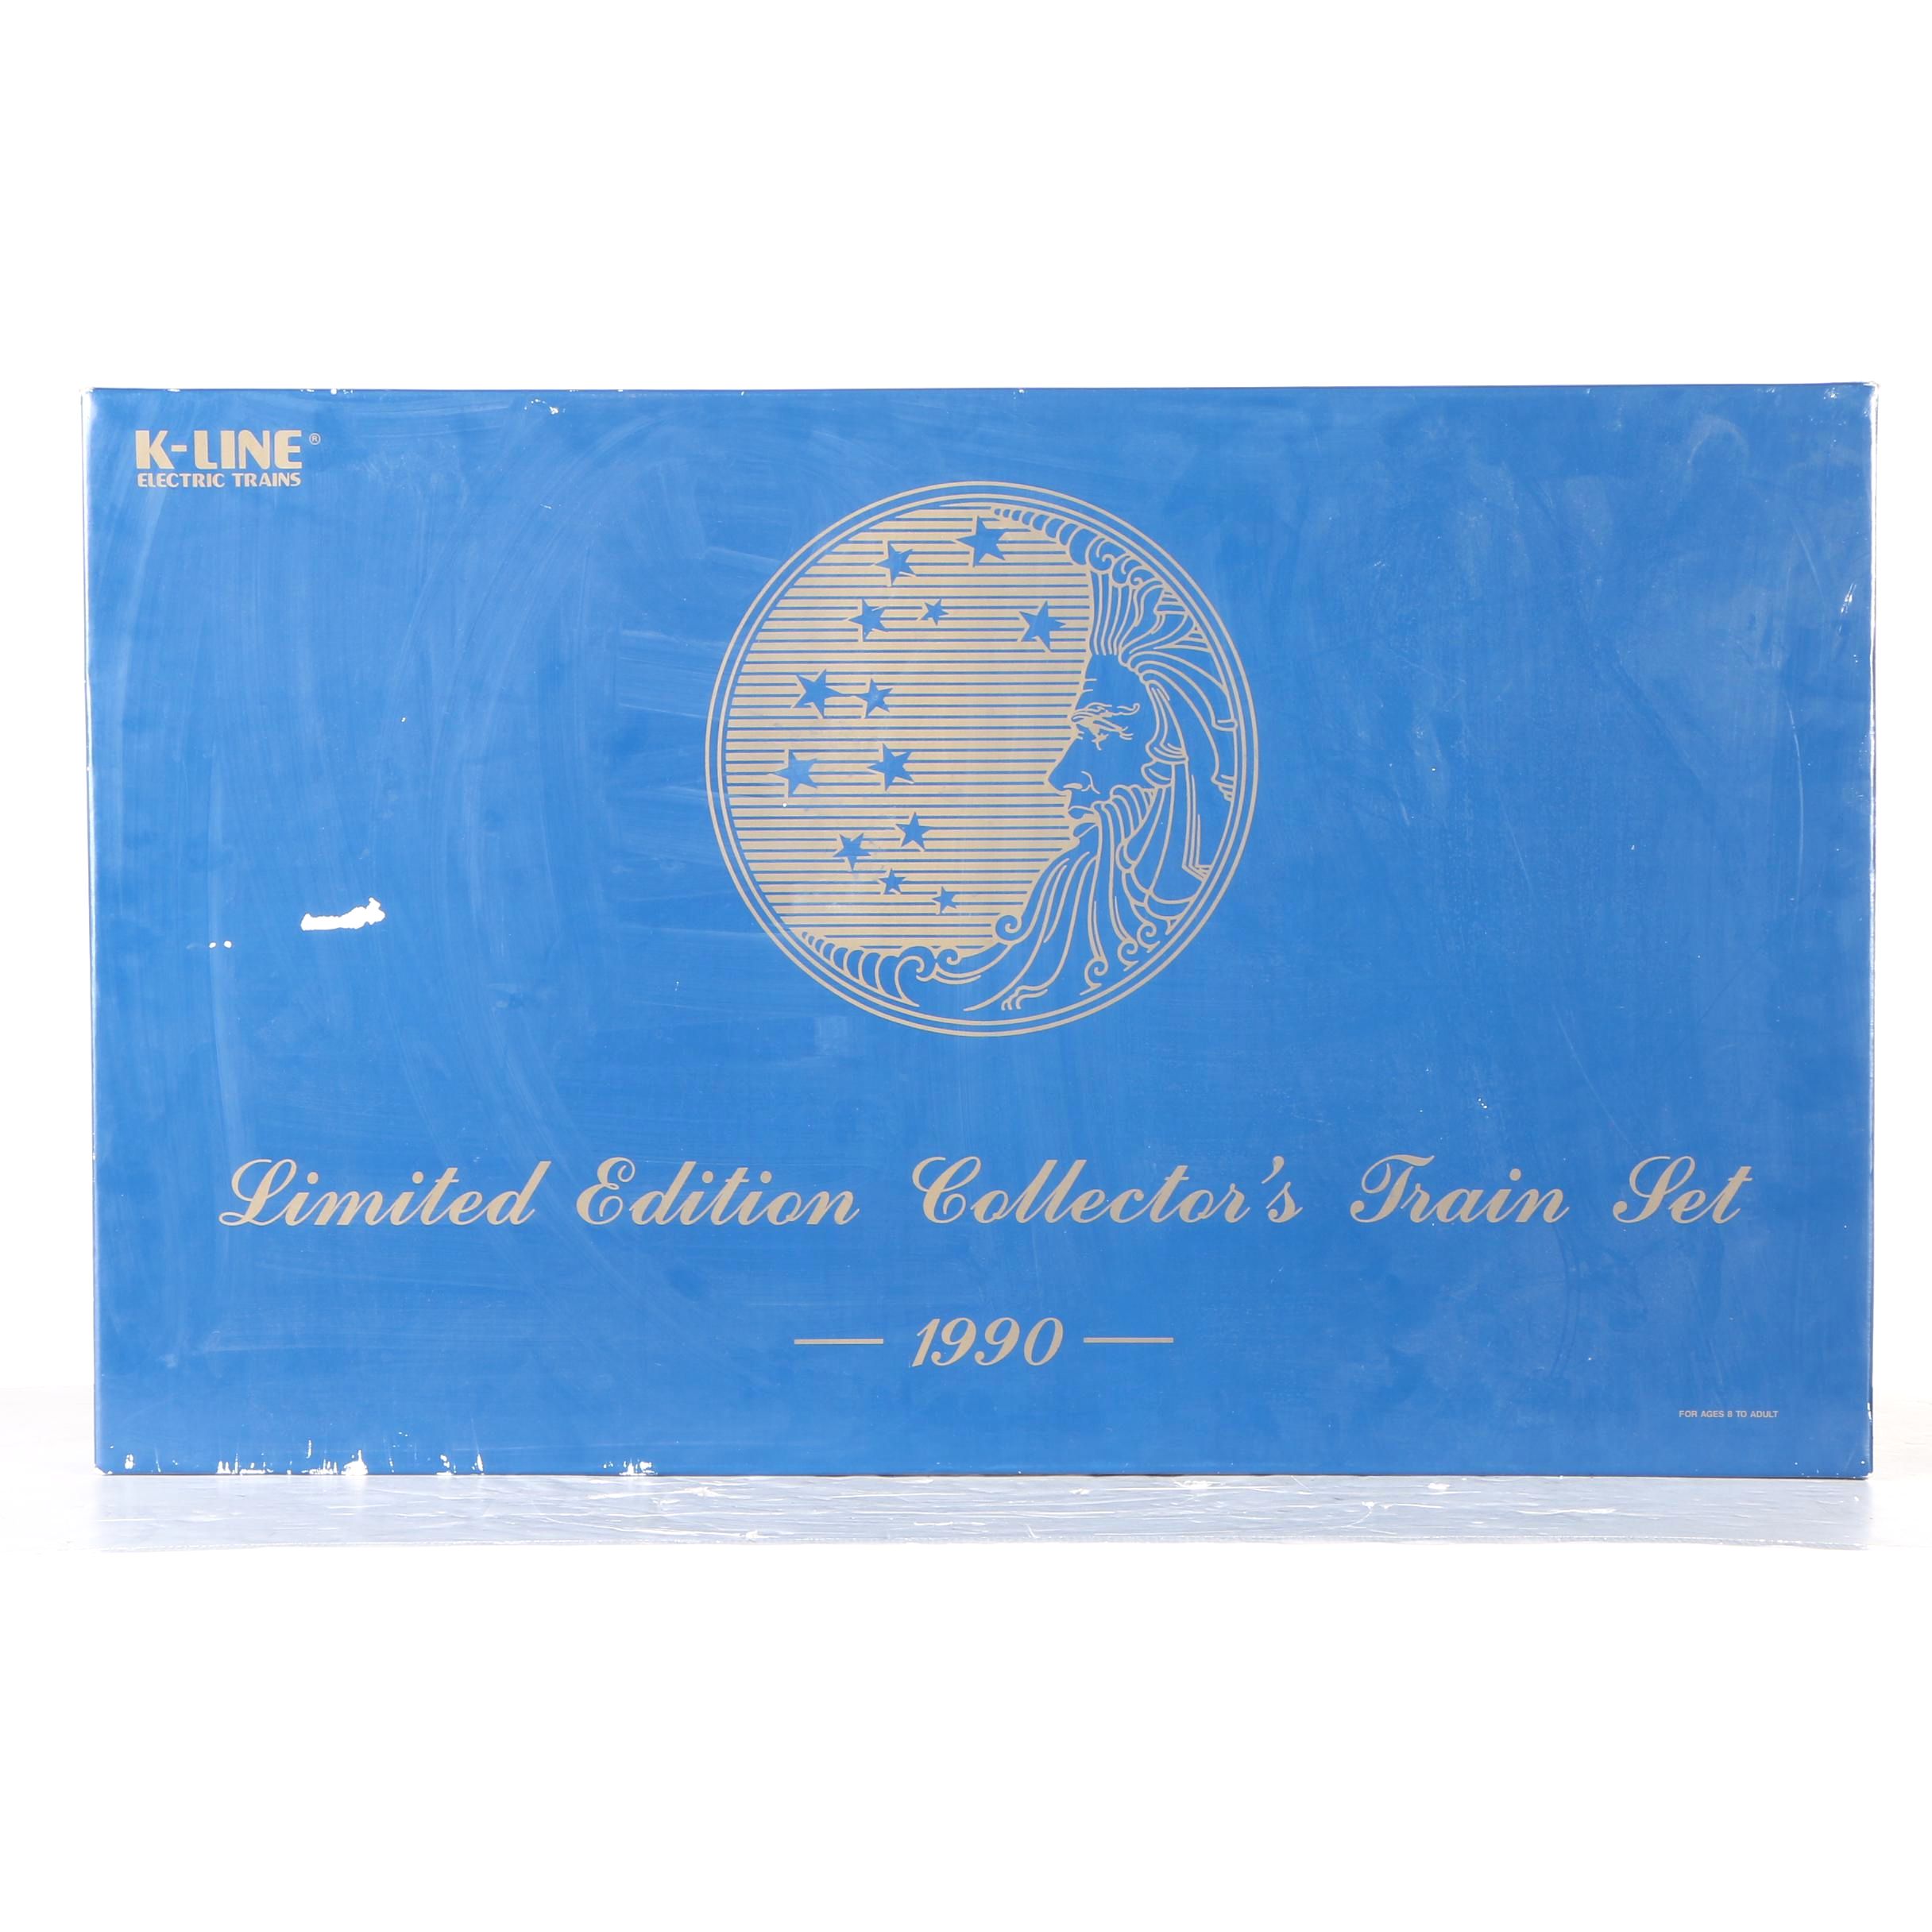 K-LINE®
ELECTRIC TRAINS
Limited Edition Collector's Train Set
— 1990 —
FOR AGES 8 TO ADULT